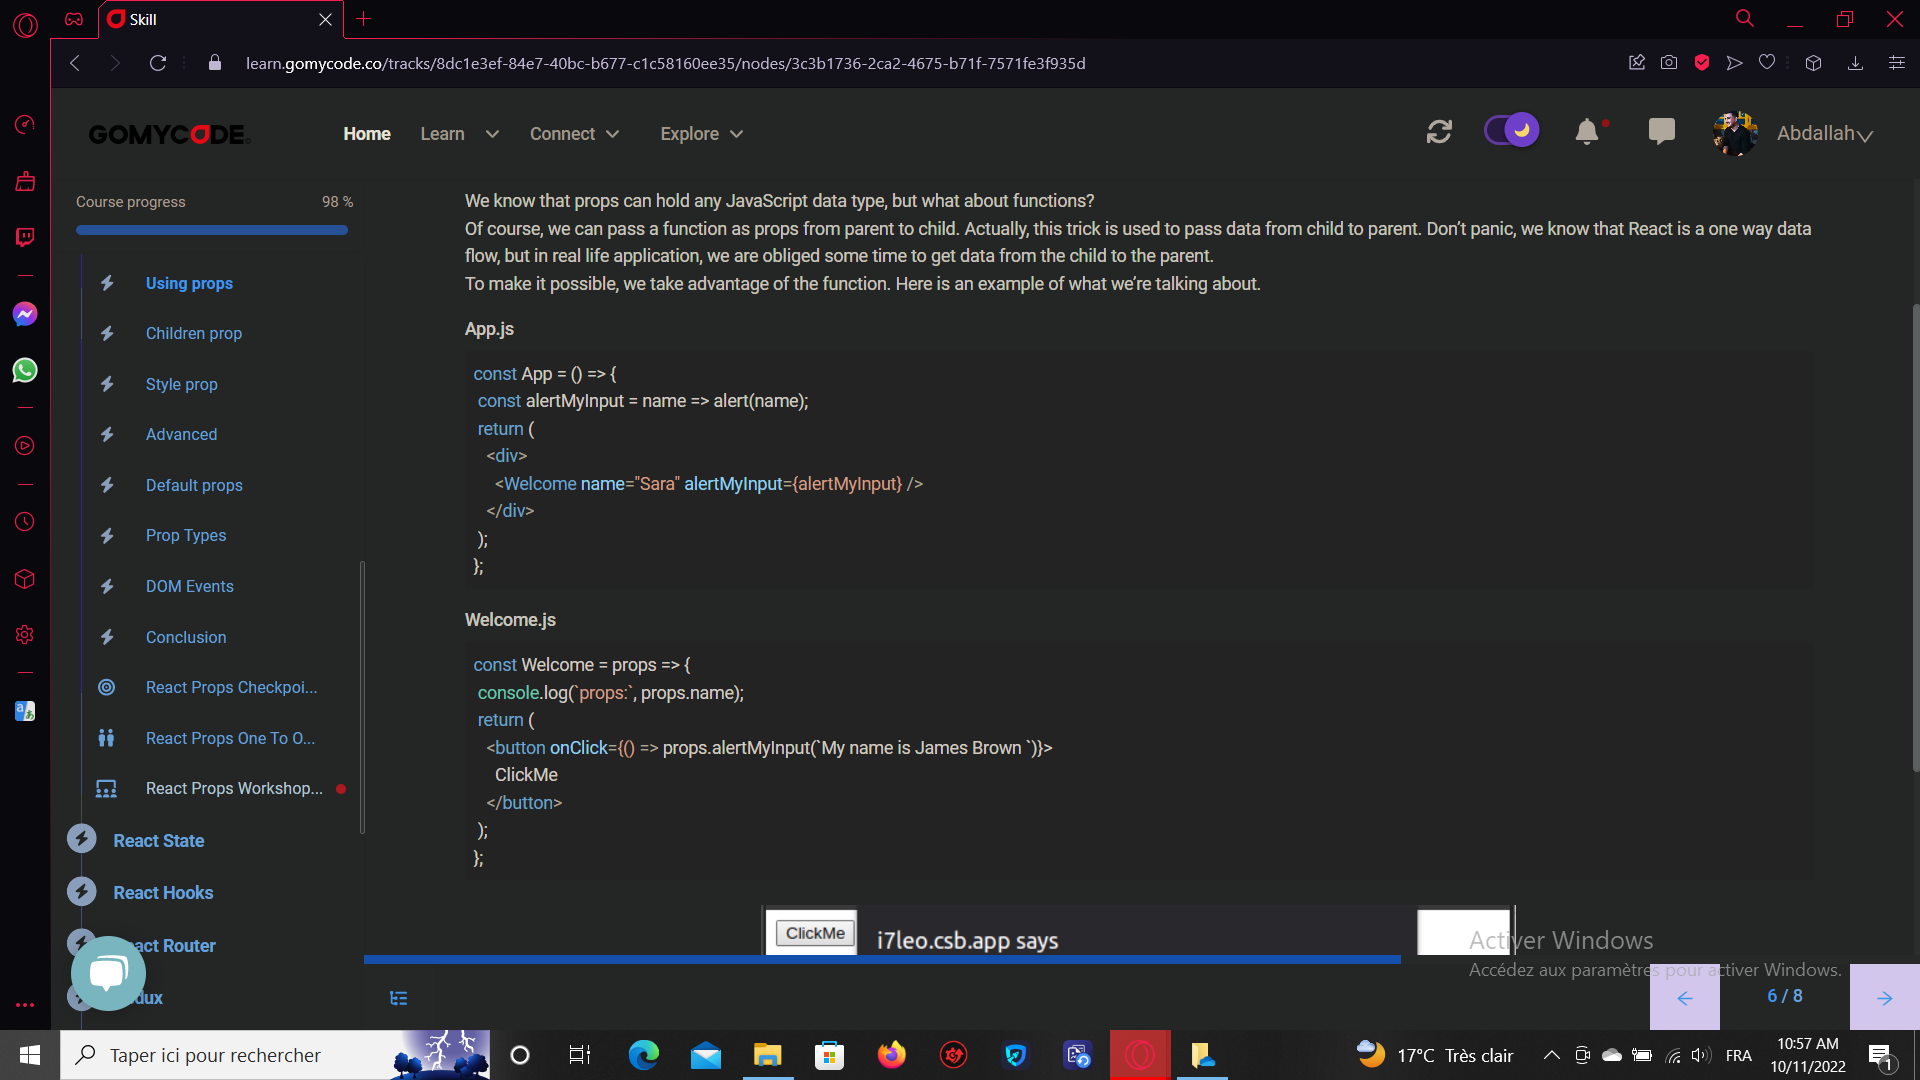 Skill
learn.gomycode.co/tracks/8dc1e3ef-84e7-40bc-b677-c1c58160ee35/nodes/3c3b1736-2ca2-4675-b71f-7571fe3f935d
GOMYCODE
Home
Learn
Connect
Explore
Abdallah
Course progress
98 %
Using props
Children prop
Style prop
Advanced
Default props
Prop Types
DOM Events
Conclusion
React Props Checkpoi...
React Props One To O...
React Props Workshop...
React State
React Hooks
act Router
dux
We know that props can hold any JavaScript data type, but what about functions?
Of course, we can pass a function as props from parent to child. Actually, this trick is used to pass data from child to parent. Don’t panic, we know that React is a one way data
flow, but in real life application, we are obliged some time to get data from the child to the parent.
To make it possible, we take advantage of the function. Here is an example of what we’re talking about.
App.js
const App = () => {
const alertMyInput = name => alert(name);
return (
<div>
<Welcome name="Sara" alertMyInput={alertMyInput} />
</div>
);
};
Welcome.js
const Welcome = props => {
console.log(`props:`, props.name);
return (
<button onClick={() => props.alertMyInput(`My name is James Brown `)}>
ClickMe
</button>
);
};
ClickMe
i7leo.csb.app says
Activer Windows
Accédez aux paramètres pour activer Windows.
6 / 8
Taper ici pour rechercher
17°C Très clair
FRA
10:57 AM
10/11/2022
1